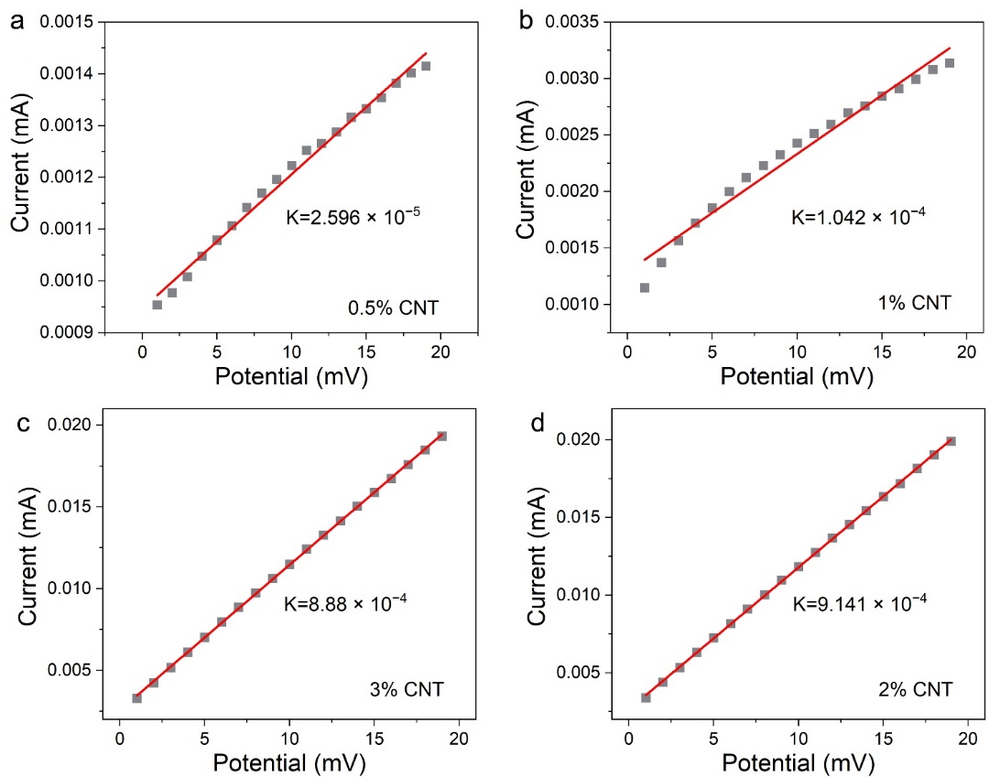 a
0.0015
0.0014
0.0013
0.0012
0.0011
0.0010
0.0009
Current (mA)
K=2.596 × 10⁻⁵
0.5% CNT
0 5 10 15 20
Potential (mV)
b
0.0035
0.0030
0.0025
0.0020
0.0015
0.0010
Current (mA)
K=1.042 × 10⁻⁴
1% CNT
0 5 10 15 20
Potential (mV)
c
0.020
0.015
0.010
0.005
Current (mA)
K=8.88 × 10⁻⁴
3% CNT
0 5 10 15 20
Potential (mV)
d
0.020
0.015
0.010
0.005
Current (mA)
K=9.141 × 10⁻⁴
2% CNT
0 5 10 15 20
Potential (mV)